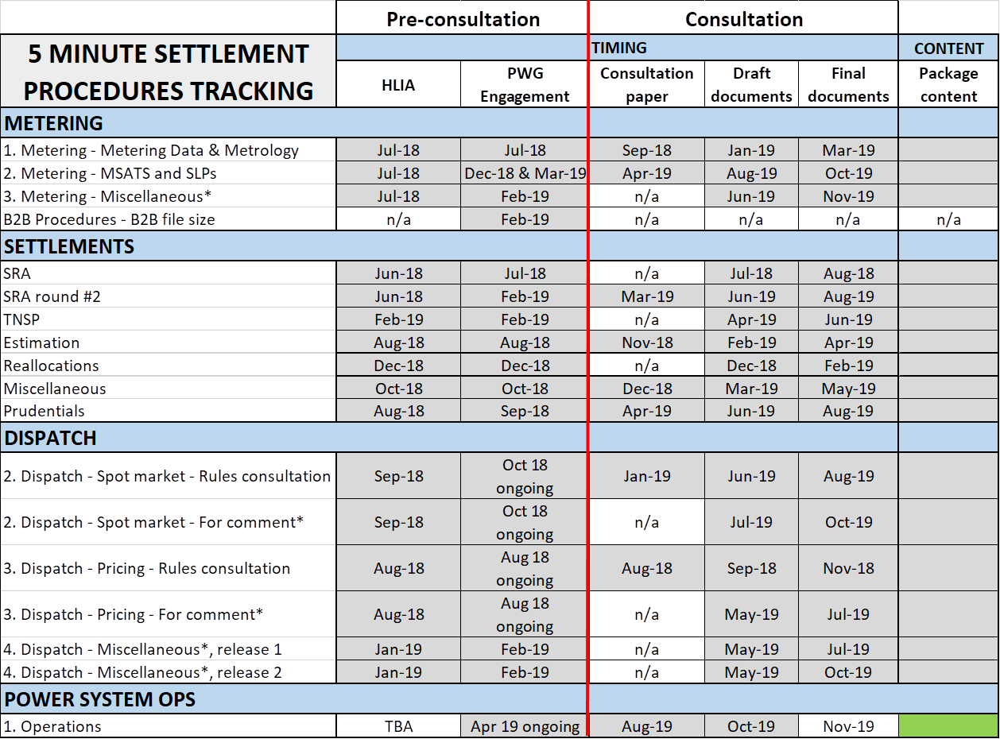 Pre-consultation Consultation
5 MINUTE SETTLEMENT
PROCEDURES TRACKING
TIMING CONTENT
HLIA PWG Engagement Consultation paper Draft documents Final documents Package content
METERING
1. Metering - Metering Data & Metrology Jul-18 Jul-18 Sep-18 Jan-19 Mar-19
2. Metering - MSATS and SLPs Jul-18 Dec-18 & Mar-19 Apr-19 Aug-19 Oct-19
3. Metering - Miscellaneous* Jul-18 Feb-19 n/a Jun-19 Nov-19
B2B Procedures - B2B file size n/a Feb-19 n/a n/a n/a n/a
SETTLEMENTS
SRA Jun-18 Jul-18 n/a Jul-18 Aug-18
SRA round #2 Jun-18 Feb-19 Mar-19 Jun-19 Aug-19
TNSP Feb-19 Feb-19 n/a Apr-19 Jun-19
Estimation Aug-18 Aug-18 Nov-18 Feb-19 Apr-19
Reallocations Dec-18 Dec-18 n/a Dec-18 Feb-19
Miscellaneous Oct-18 Oct-18 Dec-18 Mar-19 May-19
Prudentials Aug-18 Sep-18 Apr-19 Jun-19 Aug-19
DISPATCH
2. Dispatch - Spot market - Rules consultation Sep-18 Oct 18 ongoing Jan-19 Jun-19 Aug-19
2. Dispatch - Spot market - For comment* Sep-18 Oct 18 ongoing n/a Jul-19 Oct-19
3. Dispatch - Pricing - Rules consultation Aug-18 Aug 18 ongoing Aug-18 Sep-18 Nov-18
3. Dispatch - Pricing - For comment* Aug-18 Aug 18 ongoing n/a May-19 Jul-19
4. Dispatch - Miscellaneous*, release 1 Jan-19 Feb-19 n/a May-19 Jul-19
4. Dispatch - Miscellaneous*, release 2 Jan-19 Feb-19 n/a May-19 Oct-19
POWER SYSTEM OPS
1. Operations TBA Apr 19 ongoing Aug-19 Oct-19 Nov-19